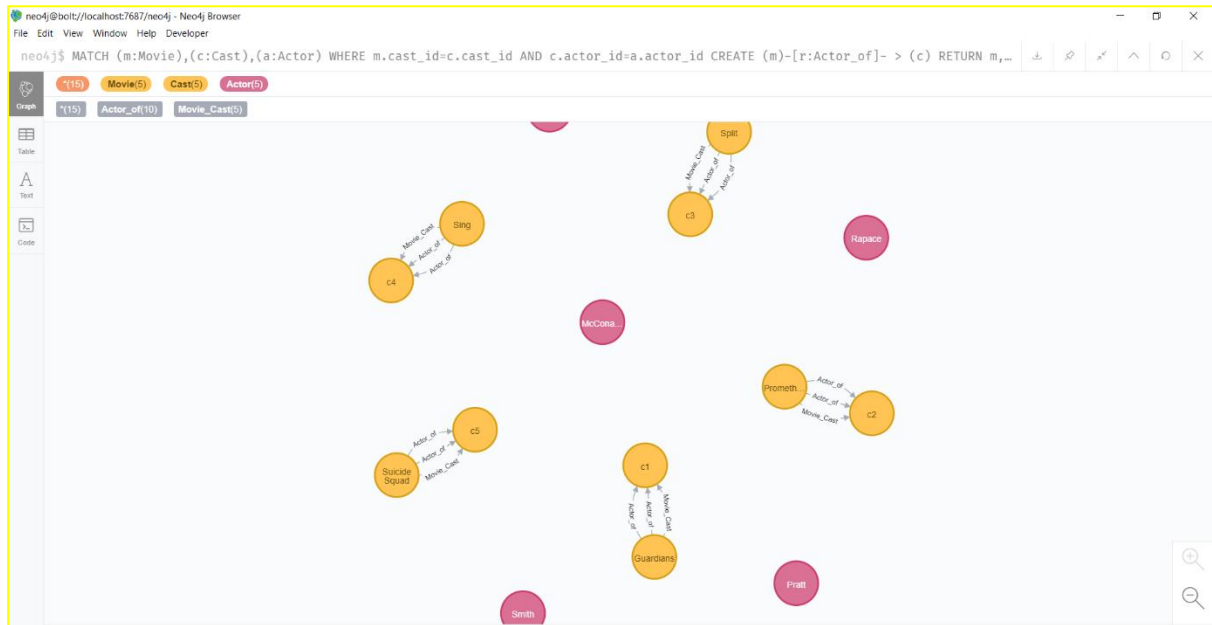 neo4j@bolt://localhost:7687/neo4j - Neo4j Browser
File Edit View Window Help Developer
neo4j$ MATCH (m:Movie),(c:Cast),(a:Actor) WHERE m.cast_id=c.cast_id AND c.actor_id=a.actor_id CREATE (m)-[r:Actor_of]- > (c) RETURN m,…
*(15) Movie(5) Cast(5) Actor(5)
Graph
*(15) Actor_of(10) Movie_Cast(5)
Table
A
Text
Code
Split
Movie_Cast
Actor_of
Actor_of
c3
Sing
Movie_Cast
Actor_of
Actor_of
c4
Rapace
McCona…
Prometh…
Actor_of
Actor_of
Movie_Cast
c2
c5
Actor_of
Actor_of
Movie_Cast
Suicide
Squad
c1
Actor_of
Actor_of
Movie_Cast
Guardians
Pratt
Smith